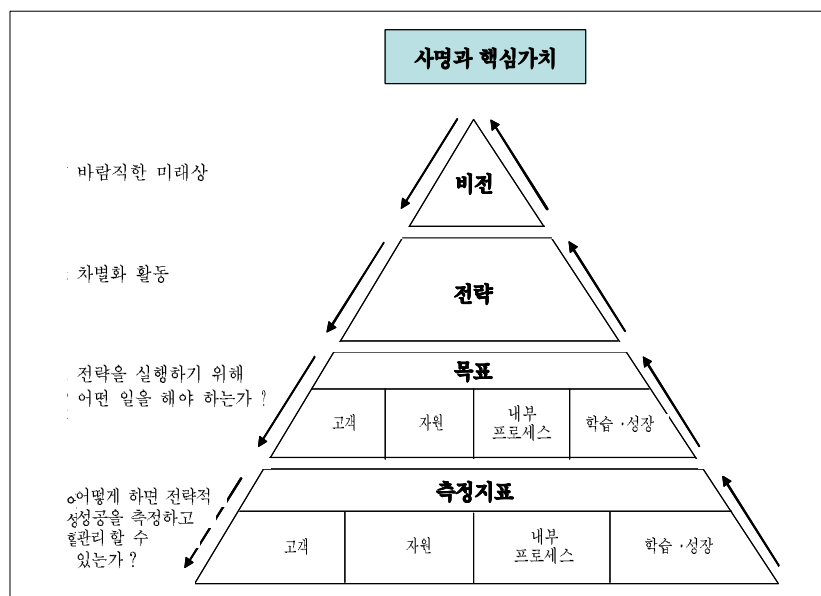 사명과 핵심가치
바람직한 미래상
비전
차별화 활동
전략
전략을 실행하기 위해
어떤 일을 해야 하는가 ?
목표
고객
자원
내부
프로세스
학습 ·성장
어떻게 하면 전략적
성공을 측정하고
관리할 수
있는가 ?
측정지표
고객
자원
내부
프로세스
학습 ·성장